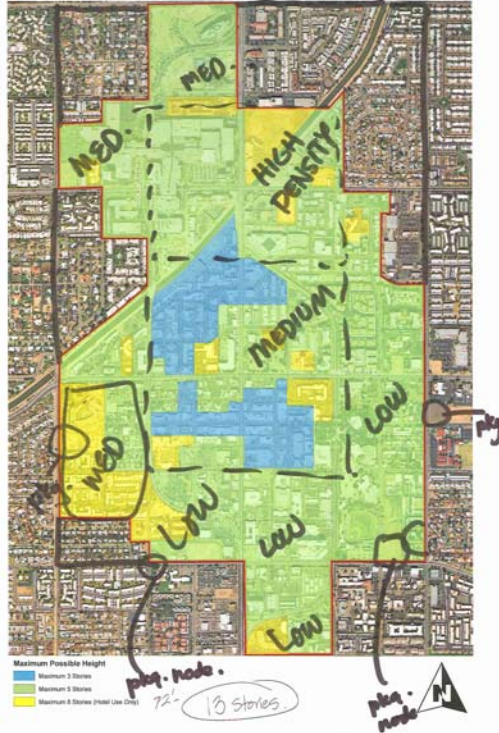 MED.
MED.
HIGH
DENSITY.
MEDIUM
LOW
pkg
MED
pkg.
LOW
LOW
LOW
pkg. node.
pkg.
node
Maximum Possible Height
Maximum 3 Stories
Maximum 5 Stories
Maximum 8 Stories (Hotel Use Only)
72'-
13 Stories.
N